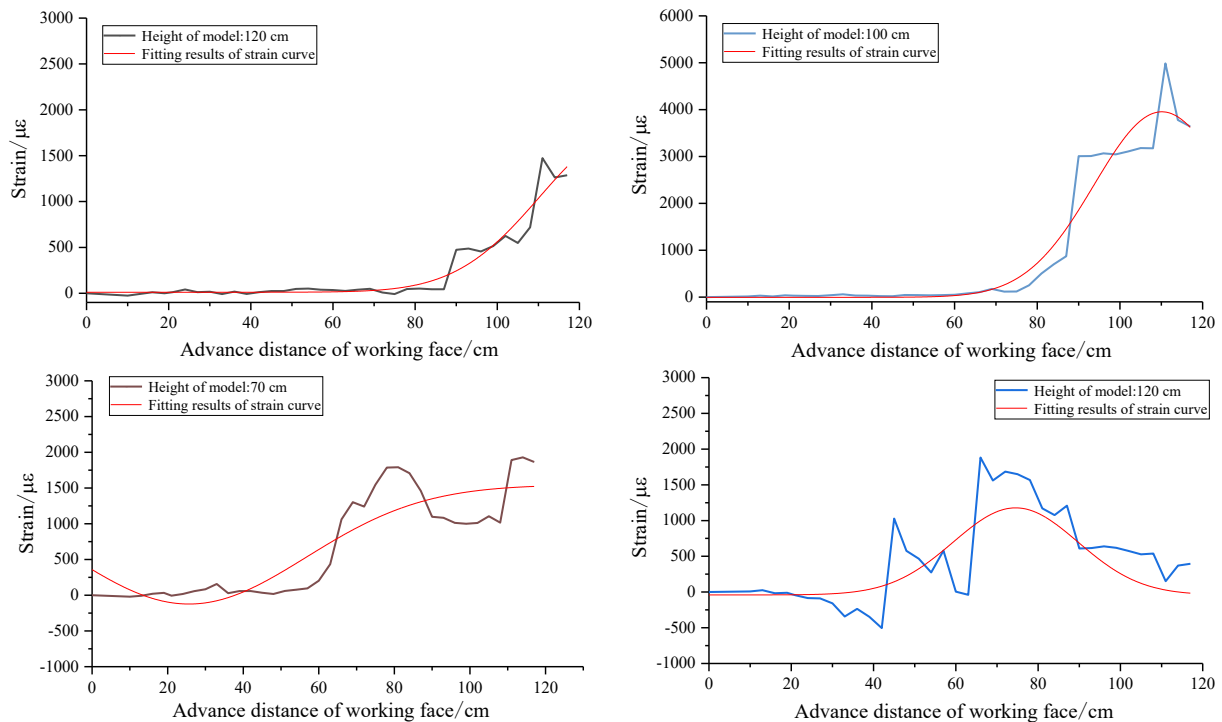 3000
2500
2000
1500
1000
500
0
Strain/με
Height of model:120 cm
Fitting results of strain curve
0 20 40 60 80 100 120
Advance distance of working face/cm
6000
5000
4000
3000
2000
1000
0
Strain/με
Height of model:100 cm
Fitting results of strain curve
0 20 40 60 80 100 120
Advance distance of working face/cm
3000
2500
2000
1500
1000
500
0
-500
-1000
Strain/με
Height of model:70 cm
Fitting results of strain curve
0 20 40 60 80 100 120
Advance distance of working face/cm
3000
2500
2000
1500
1000
500
0
-500
-1000
Strain/με
Height of model:120 cm
Fitting results of strain curve
0 20 40 60 80 100 120
Advance distance of working face/cm